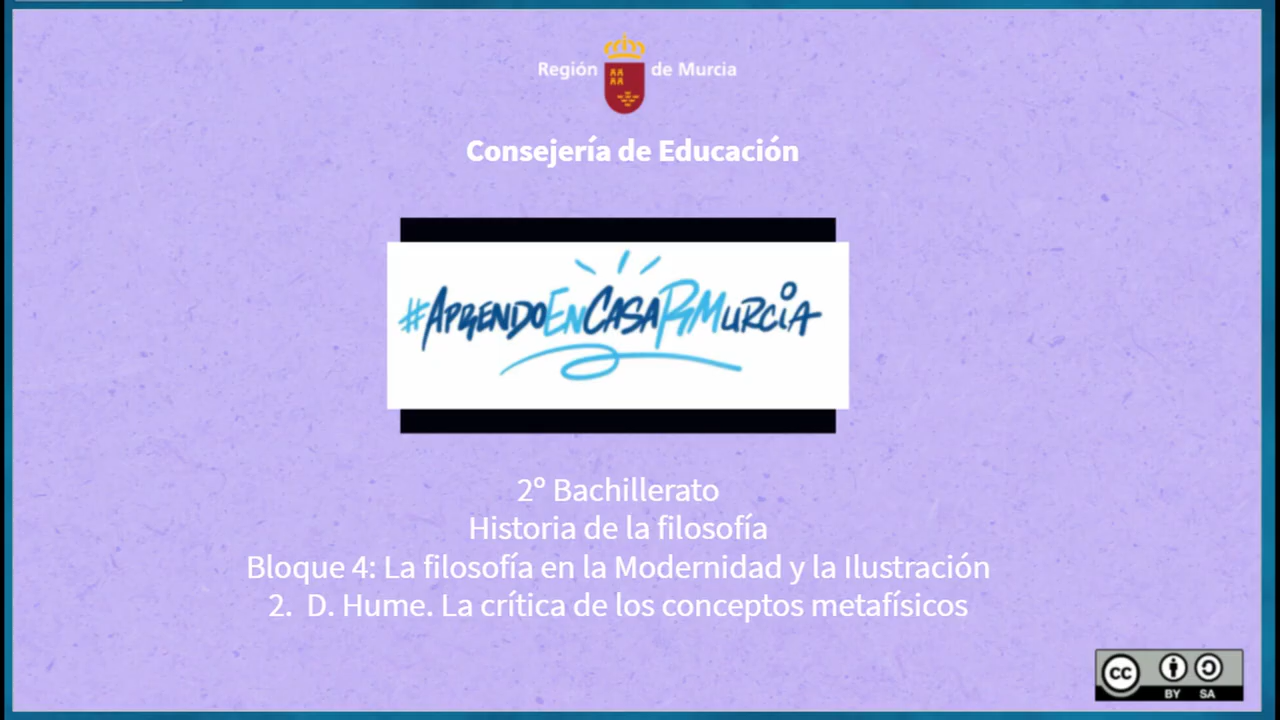 Región de Murcia
Consejería de Educación
#AprendoEnCasaRMurcia
2º Bachillerato
Historia de la filosofía
Bloque 4: La filosofía en la Modernidad y la Ilustración
2. D. Hume. La crítica de los conceptos metafísicos
cc
BY SA